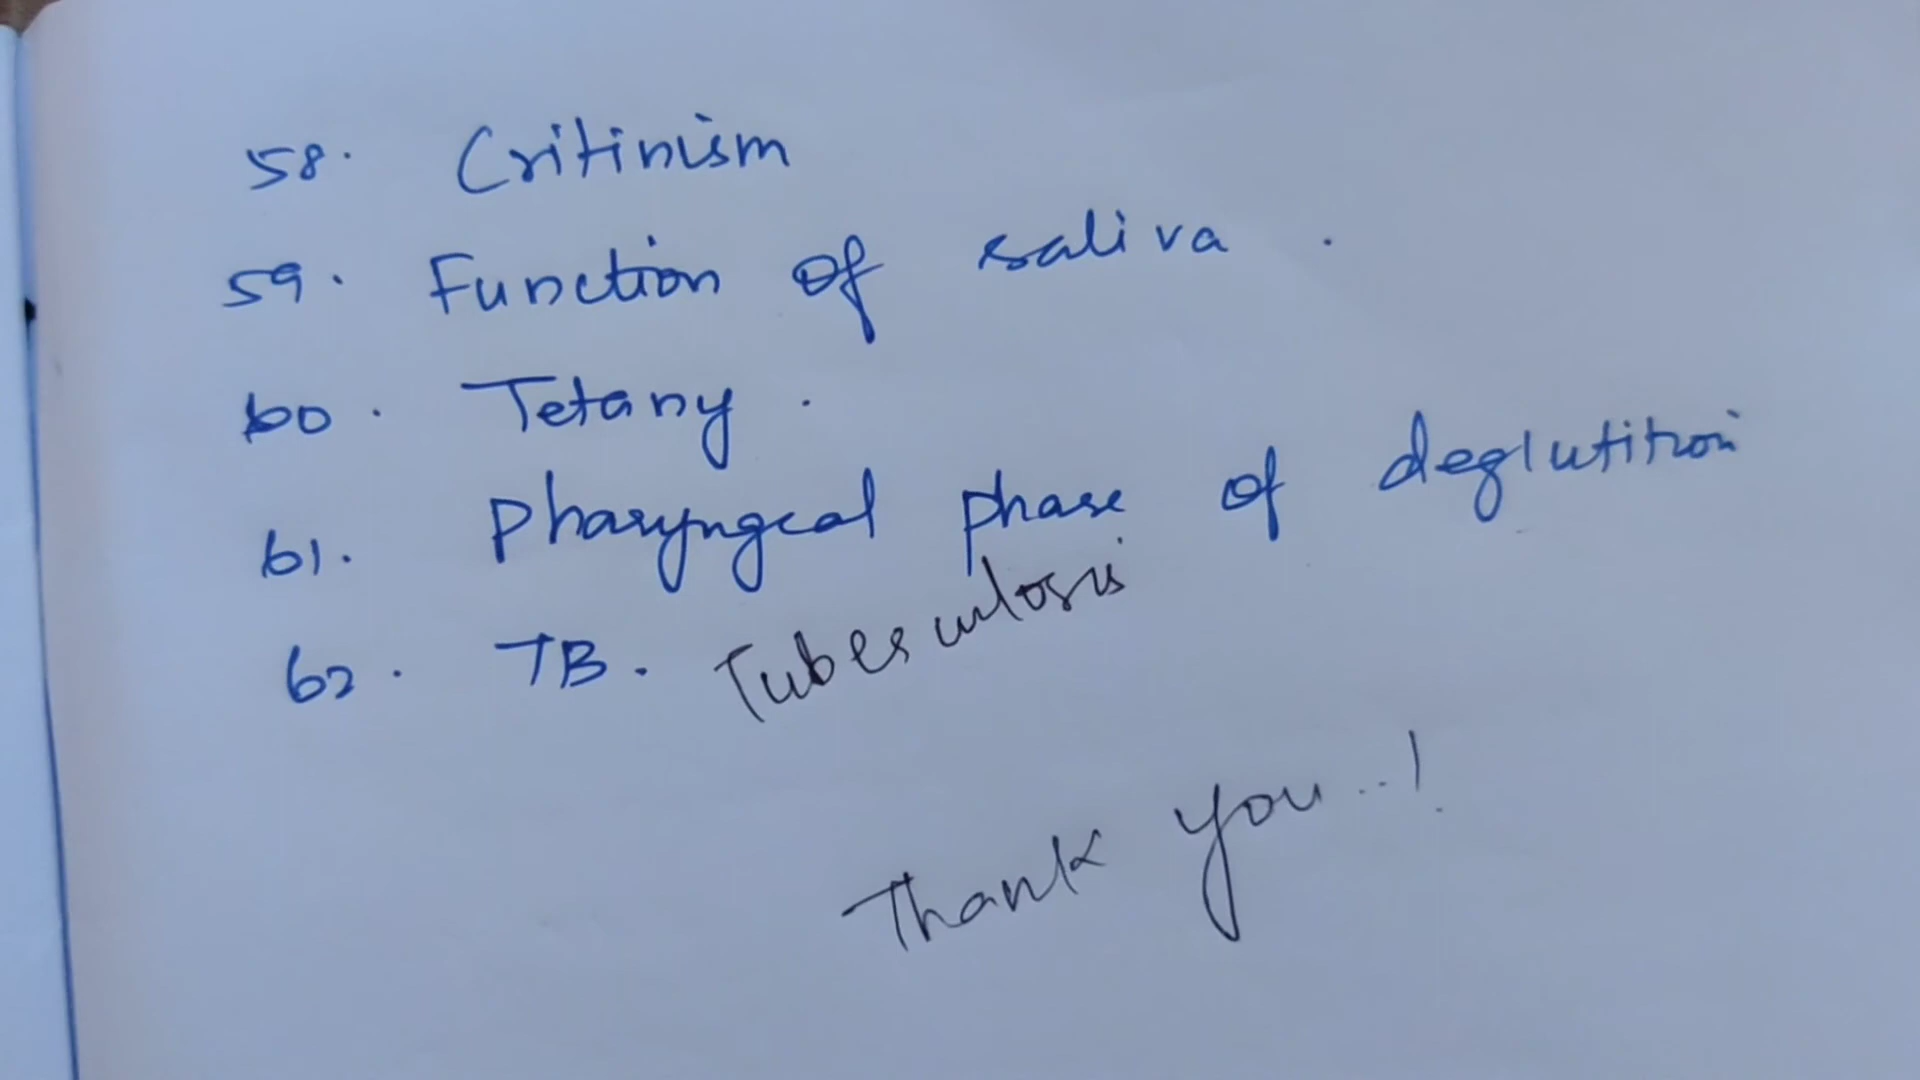 58. Critinism
59. Function of saliva.
60. Tetany.
61. Pharyngeal phase of deglutition
62. TB. Tuberculosis
Thank you..!